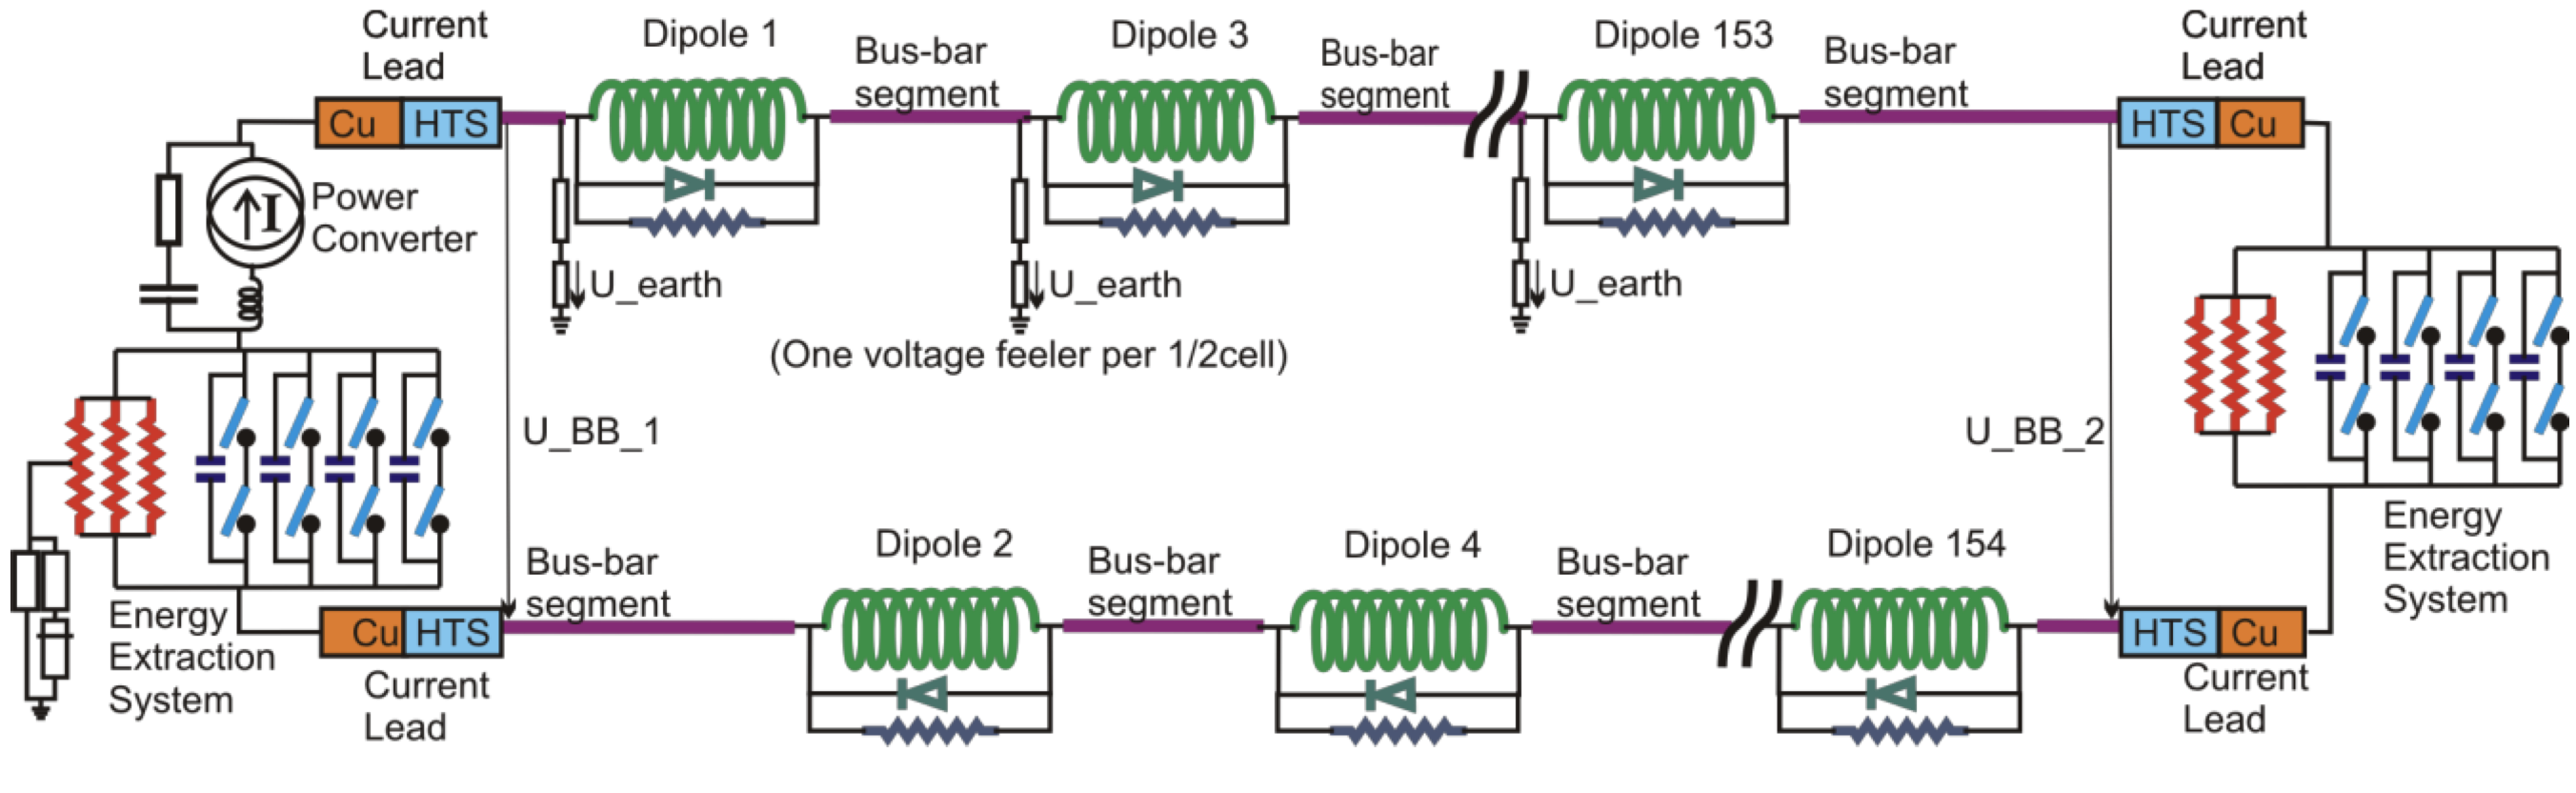 Current
Lead
Dipole 1
Bus-bar
segment
Dipole 3
Bus-bar
segment
Dipole 153
Bus-bar
segment
Current
Lead
Cu
HTS
HTS
Cu
I
Power
Converter
U_earth
U_earth
U_earth
(One voltage feeler per 1/2cell)
U_BB_1
U_BB_2
Energy
Extraction
System
Bus-bar
segment
Dipole 2
Bus-bar
segment
Dipole 4
Bus-bar
segment
Dipole 154
Energy
Extraction
System
Cu
HTS
HTS
Cu
Current
Lead
Current
Lead